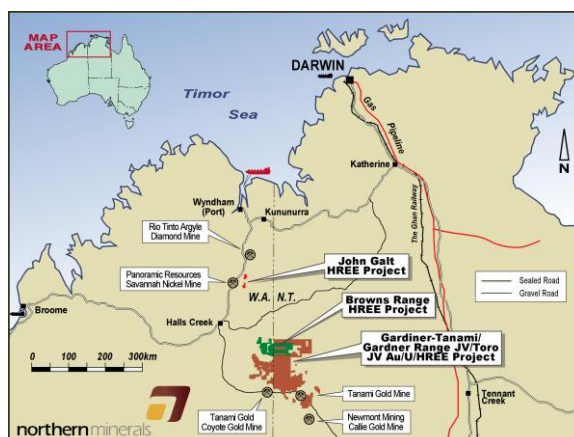 MAP
AREA
Timor
Sea
DARWIN
Gas
Pipeline
Katherine
N
Wyndham
(Port)
Kununurra
The Ghan Railway
Rio Tinto Argyle
Diamond Mine
John Galt
HREE Project
Panoramic Resources
Savannah Nickel Mine
W.A.
N.T.
Sealed Road
Gravel Road
Browns Range
HREE Project
Broome
Halls Creek
Gardiner-Tanami/
Gardner Range JV/Toro
JV Au/U/HREE Project
0 100 200 300km
Tanami Gold Mine
Tennant
Creek
Tanami Gold
Coyote Gold Mine
Newmont Mining
Callie Gold Mine
northernminerals